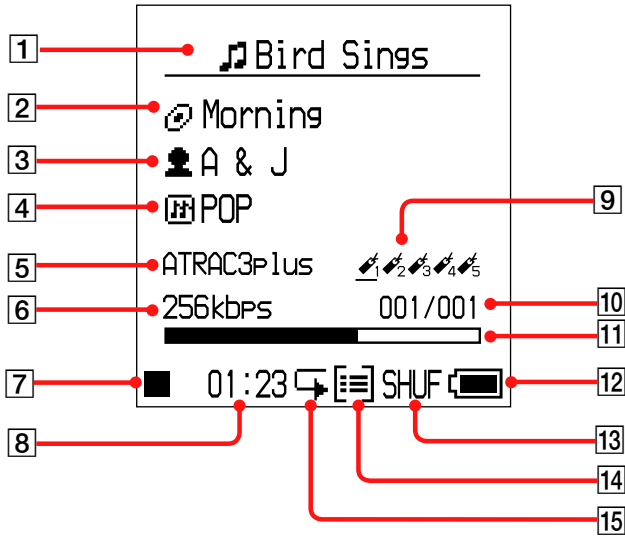 1 Bird Sings
2 Morning
3 A & J
4 POP
9
5 ATRAC3plus 1 2 3 4 5
6 256kbps 001/001 10
11
7 01:23 SHUF 12
8 13
14
15